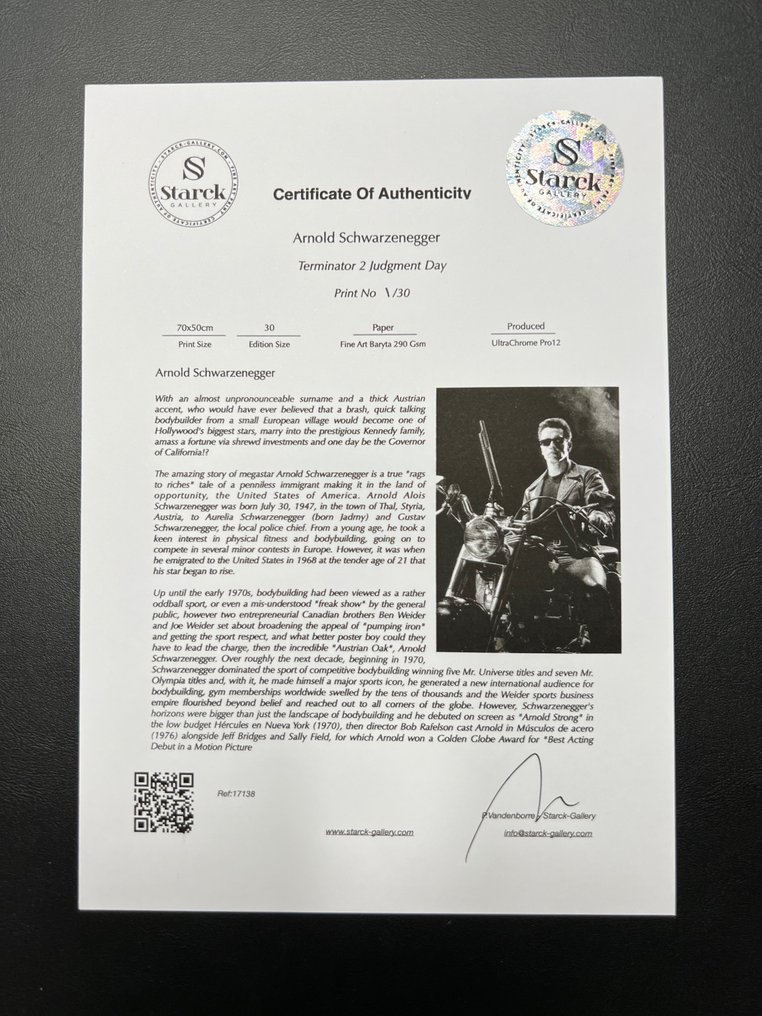 STARCK-GALLERY.COM · FINE ART PRINT · CERTIFICATE OF AUTHENTICITY
S
Starck
GALLERY
S
Starck
GALLERY
Certificate Of Authenticity
Arnold Schwarzenegger
Terminator 2 Judgment Day
Print No \/30
70x50cm 30 Paper Produced
Print Size Edition Size Fine Art Baryta 290 Gsm UltraChrome Pro12
Arnold Schwarzenegger
With an almost unpronounceable surname and a thick Austrian
accent, who would have ever believed that a brash, quick talking
bodybuilder from a small European village would become one of
Hollywood's biggest stars, marry into the prestigious Kennedy family,
amass a fortune via shrewd investments and one day be the Governor
of California!?
The amazing story of megastar Arnold Schwarzenegger is a true *rags
to riches* tale of a penniless immigrant making it in the land of
opportunity, the United States of America. Arnold Alois
Schwarzenegger was born July 30, 1947, in the town of Thal, Styria,
Austria, to Aurelia Schwarzenegger (born Jadrny) and Gustav
Schwarzenegger, the local police chief. From a young age, he took a
keen interest in physical fitness and bodybuilding, going on to
compete in several minor contests in Europe. However, it was when
he emigrated to the United States in 1968 at the tender age of 21 that
his star began to rise.
Up until the early 1970s, bodybuilding had been viewed as a rather
oddball sport, or even a mis-understood *freak show* by the general
public, however two entrepreneurial Canadian brothers Ben Weider
and Joe Weider set about broadening the appeal of *pumping iron*
and getting the sport respect, and what better poster boy could they
have to lead the charge, then the incredible *Austrian Oak*, Arnold
Schwarzenegger. Over roughly the next decade, beginning in 1970,
Schwarzenegger dominated the sport of competitive bodybuilding winning five Mr. Universe titles and seven Mr.
Olympia titles and, with it, he made himself a major sports icon, he generated a new international audience for
bodybuilding, gym memberships worldwide swelled by the tens of thousands and the Weider sports business
empire flourished beyond belief and reached out to all corners of the globe. However, Schwarzenegger's
horizons were bigger than just the landscape of bodybuilding and he debuted on screen as *Arnold Strong* in
the low budget Hércules en Nueva York (1970), then director Bob Rafelson cast Arnold in Músculos de acero
(1976) alongside Jeff Bridges and Sally Field, for which Arnold won a Golden Globe Award for *Best Acting
Debut in a Motion Picture
Ref:17138
P.Vandenborre / Starck-Gallery
www.starck-gallery.com
info@starck-gallery.com